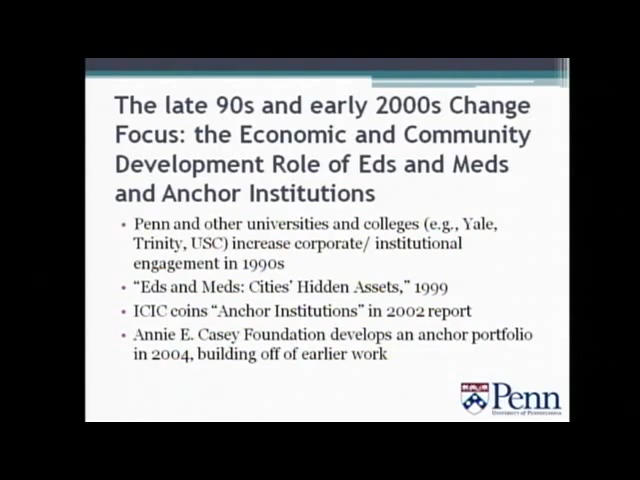 The late 90s and early 2000s Change
Focus: the Economic and Community
Development Role of Eds and Meds
and Anchor Institutions
• Penn and other universities and colleges (e.g., Yale,
Trinity, USC) increase corporate/ institutional
engagement in 1990s
• “Eds and Meds: Cities’ Hidden Assets,” 1999
• ICIC coins “Anchor Institutions” in 2002 report
• Annie E. Casey Foundation develops an anchor portfolio
in 2004, building off of earlier work
Penn
University of Pennsylvania